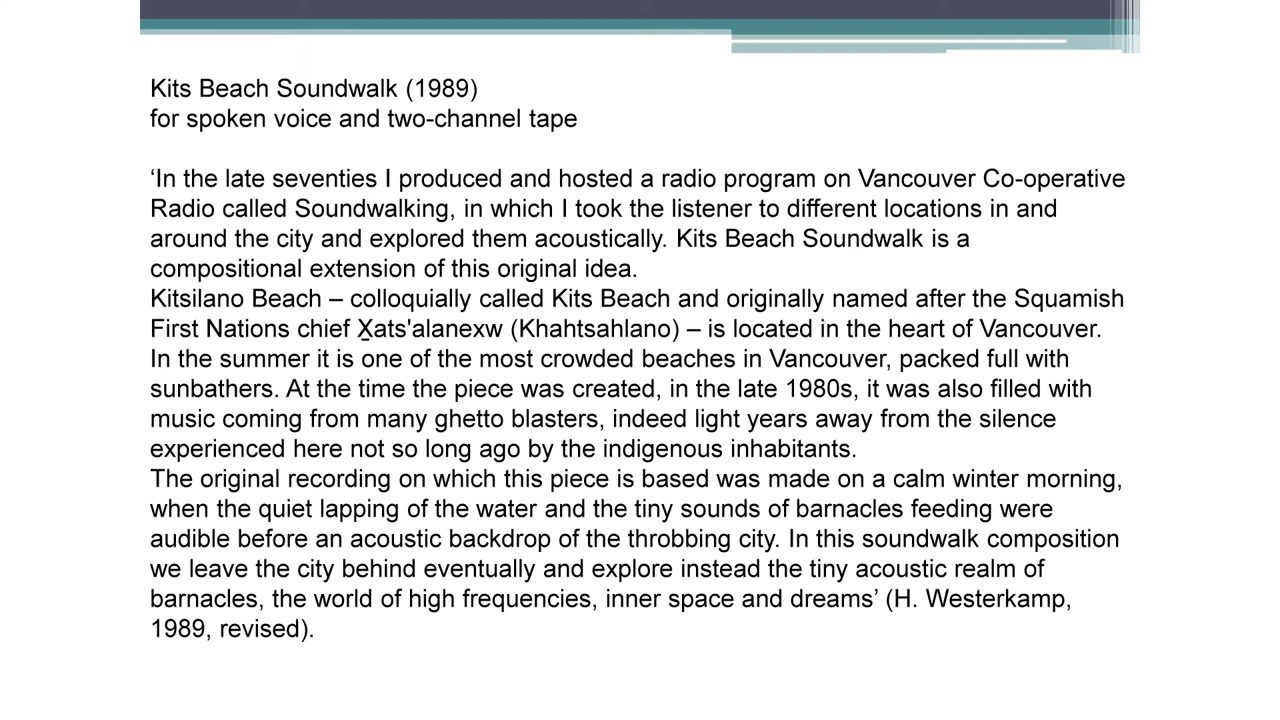 Kits Beach Soundwalk (1989)
for spoken voice and two-channel tape
‘In the late seventies I produced and hosted a radio program on Vancouver Co-operative
Radio called Soundwalking, in which I took the listener to different locations in and
around the city and explored them acoustically. Kits Beach Soundwalk is a
compositional extension of this original idea.
Kitsilano Beach – colloquially called Kits Beach and originally named after the Squamish
First Nations chief X̱ats'alanexw (Khahtsahlano) – is located in the heart of Vancouver.
In the summer it is one of the most crowded beaches in Vancouver, packed full with
sunbathers. At the time the piece was created, in the late 1980s, it was also filled with
music coming from many ghetto blasters, indeed light years away from the silence
experienced here not so long ago by the indigenous inhabitants.
The original recording on which this piece is based was made on a calm winter morning,
when the quiet lapping of the water and the tiny sounds of barnacles feeding were
audible before an acoustic backdrop of the throbbing city. In this soundwalk composition
we leave the city behind eventually and explore instead the tiny acoustic realm of
barnacles, the world of high frequencies, inner space and dreams’ (H. Westerkamp,
1989, revised).